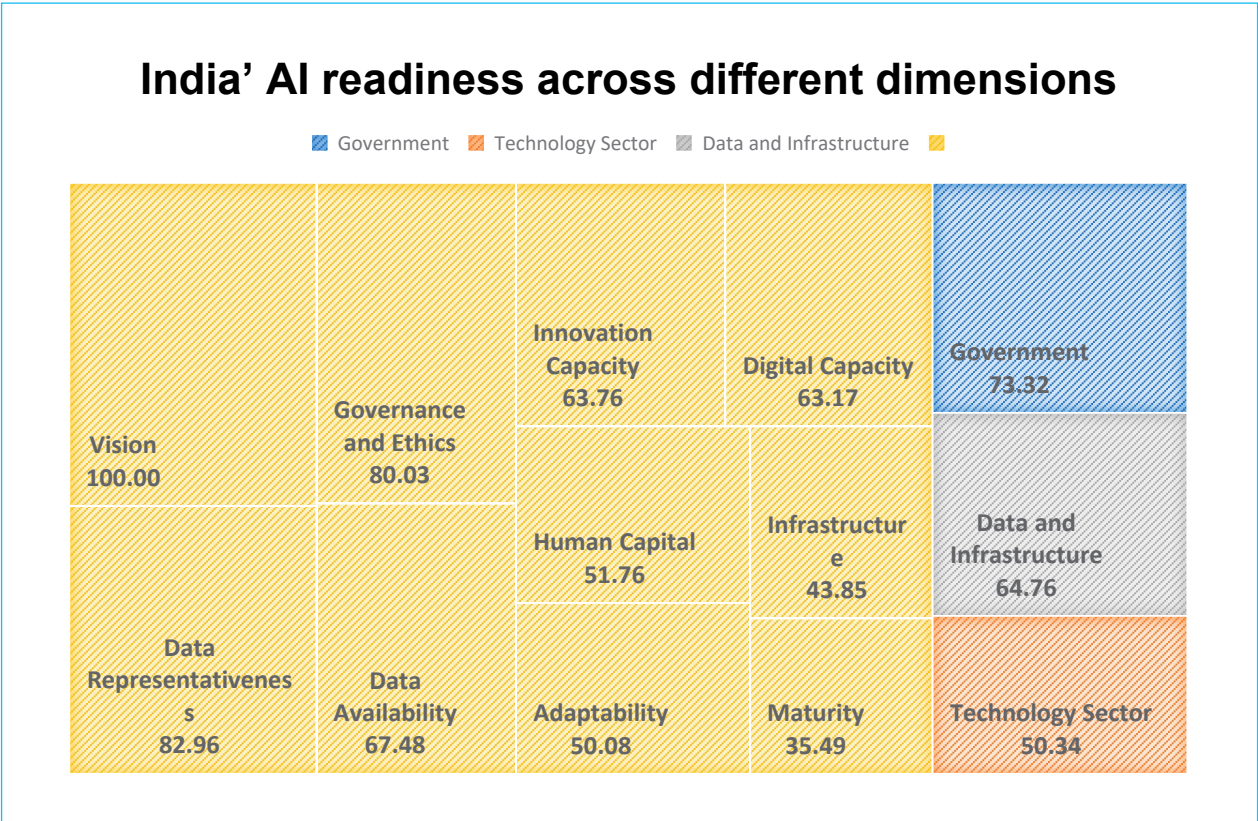 India’ AI readiness across different dimensions
Government Technology Sector Data and Infrastructure
Vision
100.00
Data
Representativenes
s
82.96
Governance
and Ethics
80.03
Data
Availability
67.48
Innovation
Capacity
63.76
Digital Capacity
63.17
Human Capital
51.76
Infrastructur
e
43.85
Adaptability
50.08
Maturity
35.49
Government
73.32
Data and
Infrastructure
64.76
Technology Sector
50.34